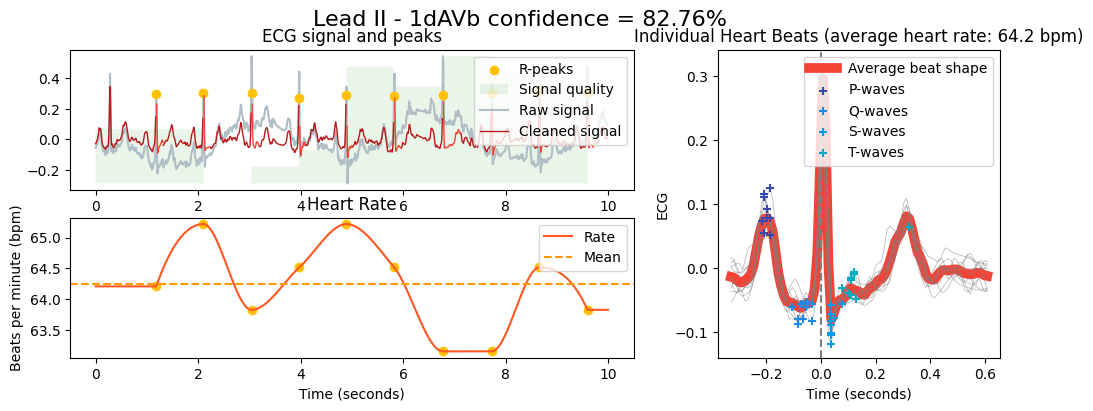 Lead II - 1dAVb confidence = 82.76%
ECG signal and peaks
0.4
0.2
0.0
−0.2
R-peaks
Signal quality
Raw signal
Cleaned signal
0 2 4 6 8 10
Heart Rate
Beats per minute (bpm)
65.0
64.5
64.0
63.5
Rate
Mean
0 2 4 6 8 10
Time (seconds)
Individual Heart Beats (average heart rate: 64.2 bpm)
ECG
0.3
0.2
0.1
0.0
−0.1
Average beat shape
P-waves
Q-waves
S-waves
T-waves
−0.2 0.0 0.2 0.4 0.6
Time (seconds)